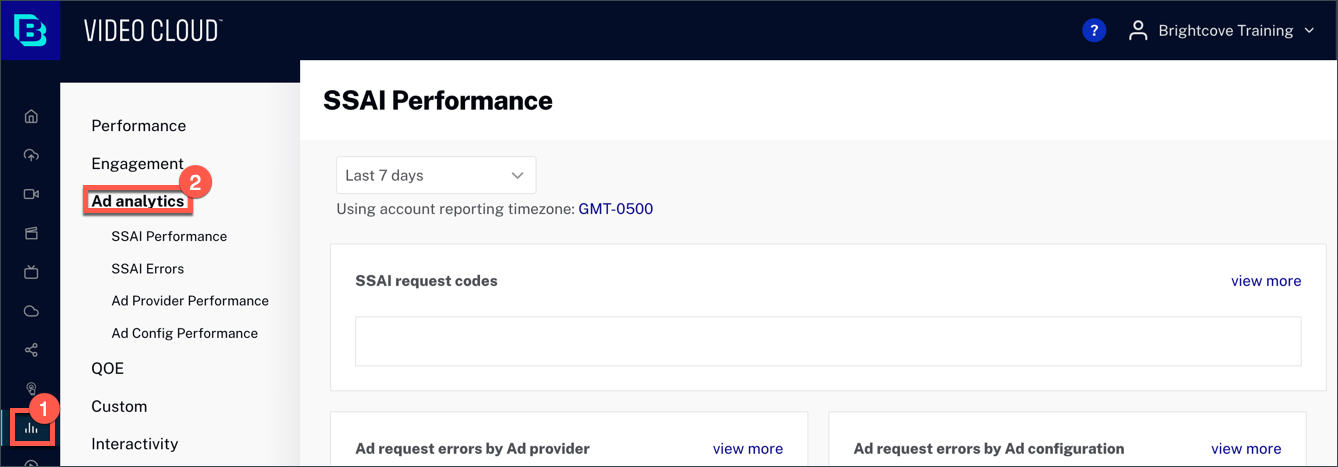 VIDEO CLOUD™
?
Brightcove Training
Performance
Engagement
2
Ad analytics
SSAI Performance
SSAI Errors
Ad Provider Performance
Ad Config Performance
QOE
Custom
1
Interactivity
SSAI Performance
Last 7 days
Using account reporting timezone: GMT-0500
SSAI request codes
view more
Ad request errors by Ad provider
view more
Ad request errors by Ad configuration
view more